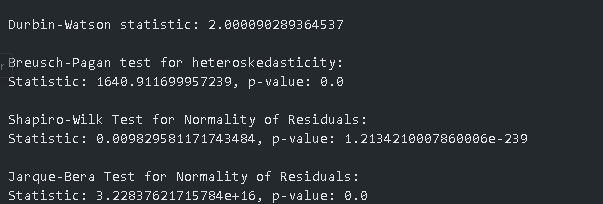 Durbin-Watson statistic: 2.000090289364537
Breusch-Pagan test for heteroskedasticity:
Statistic: 1640.911699957239, p-value: 0.0
Shapiro-Wilk Test for Normality of Residuals:
Statistic: 0.009829581171743484, p-value: 1.2134210007860006e-239
Jarque-Bera Test for Normality of Residuals:
Statistic: 3.22837621715784e+16, p-value: 0.0